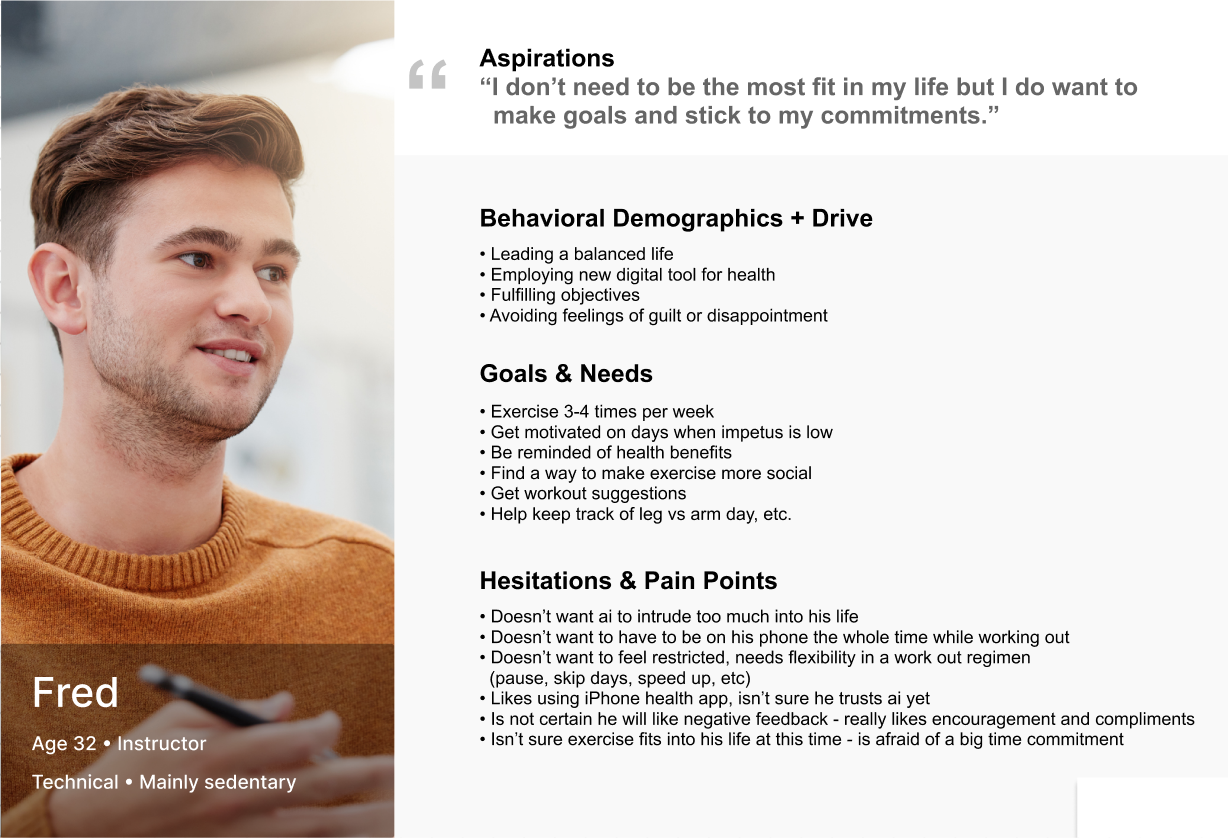 “
Aspirations
“I don’t need to be the most fit in my life but I do want to
make goals and stick to my commitments.”
Behavioral Demographics + Drive
• Leading a balanced life
• Employing new digital tool for health
• Fulfilling objectives
• Avoiding feelings of guilt or disappointment
Goals & Needs
• Exercise 3-4 times per week
• Get motivated on days when impetus is low
• Be reminded of health benefits
• Find a way to make exercise more social
• Get workout suggestions
• Help keep track of leg vs arm day, etc.
Hesitations & Pain Points
• Doesn’t want ai to intrude too much into his life
• Doesn’t want to have to be on his phone the whole time while working out
• Doesn’t want to feel restricted, needs flexibility in a work out regimen
(pause, skip days, speed up, etc)
• Likes using iPhone health app, isn’t sure he trusts ai yet
• Is not certain he will like negative feedback - really likes encouragement and compliments
• Isn’t sure exercise fits into his life at this time - is afraid of a big time commitment
Fred
Age 32 • Instructor
Technical • Mainly sedentary